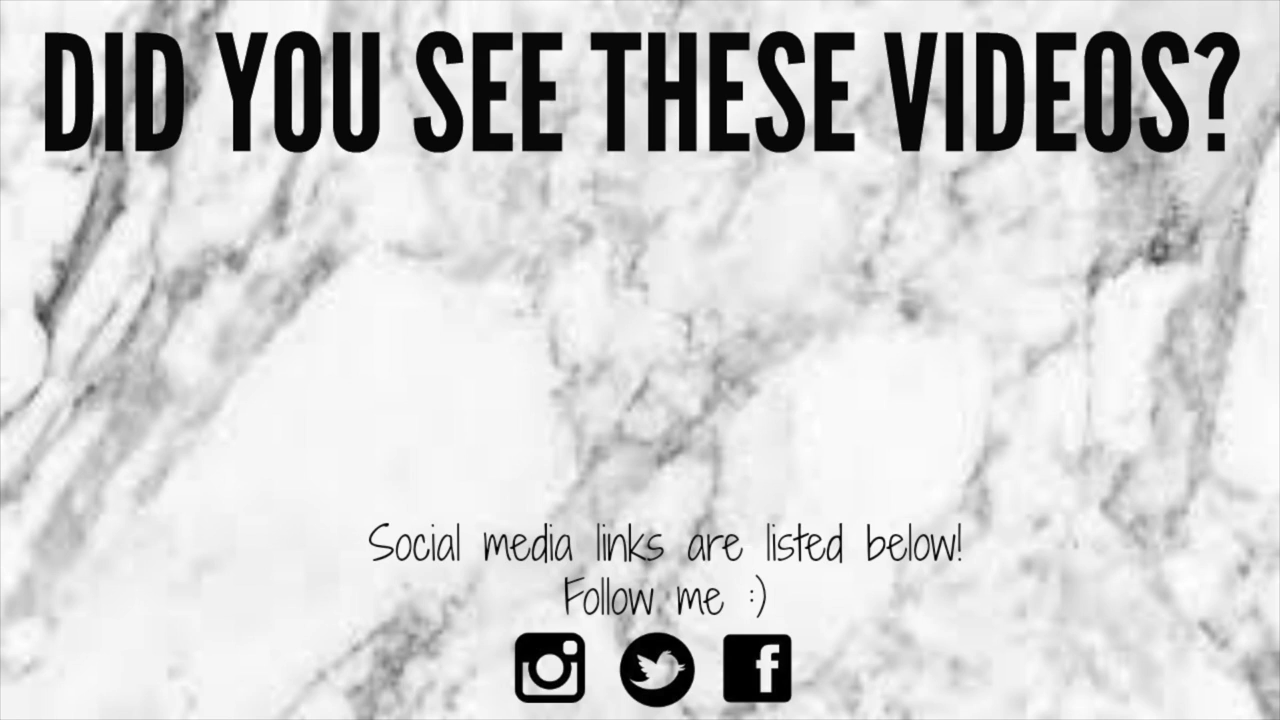 DID YOU SEE THESE VIDEOS?
Social media links are listed below!
Follow me :)